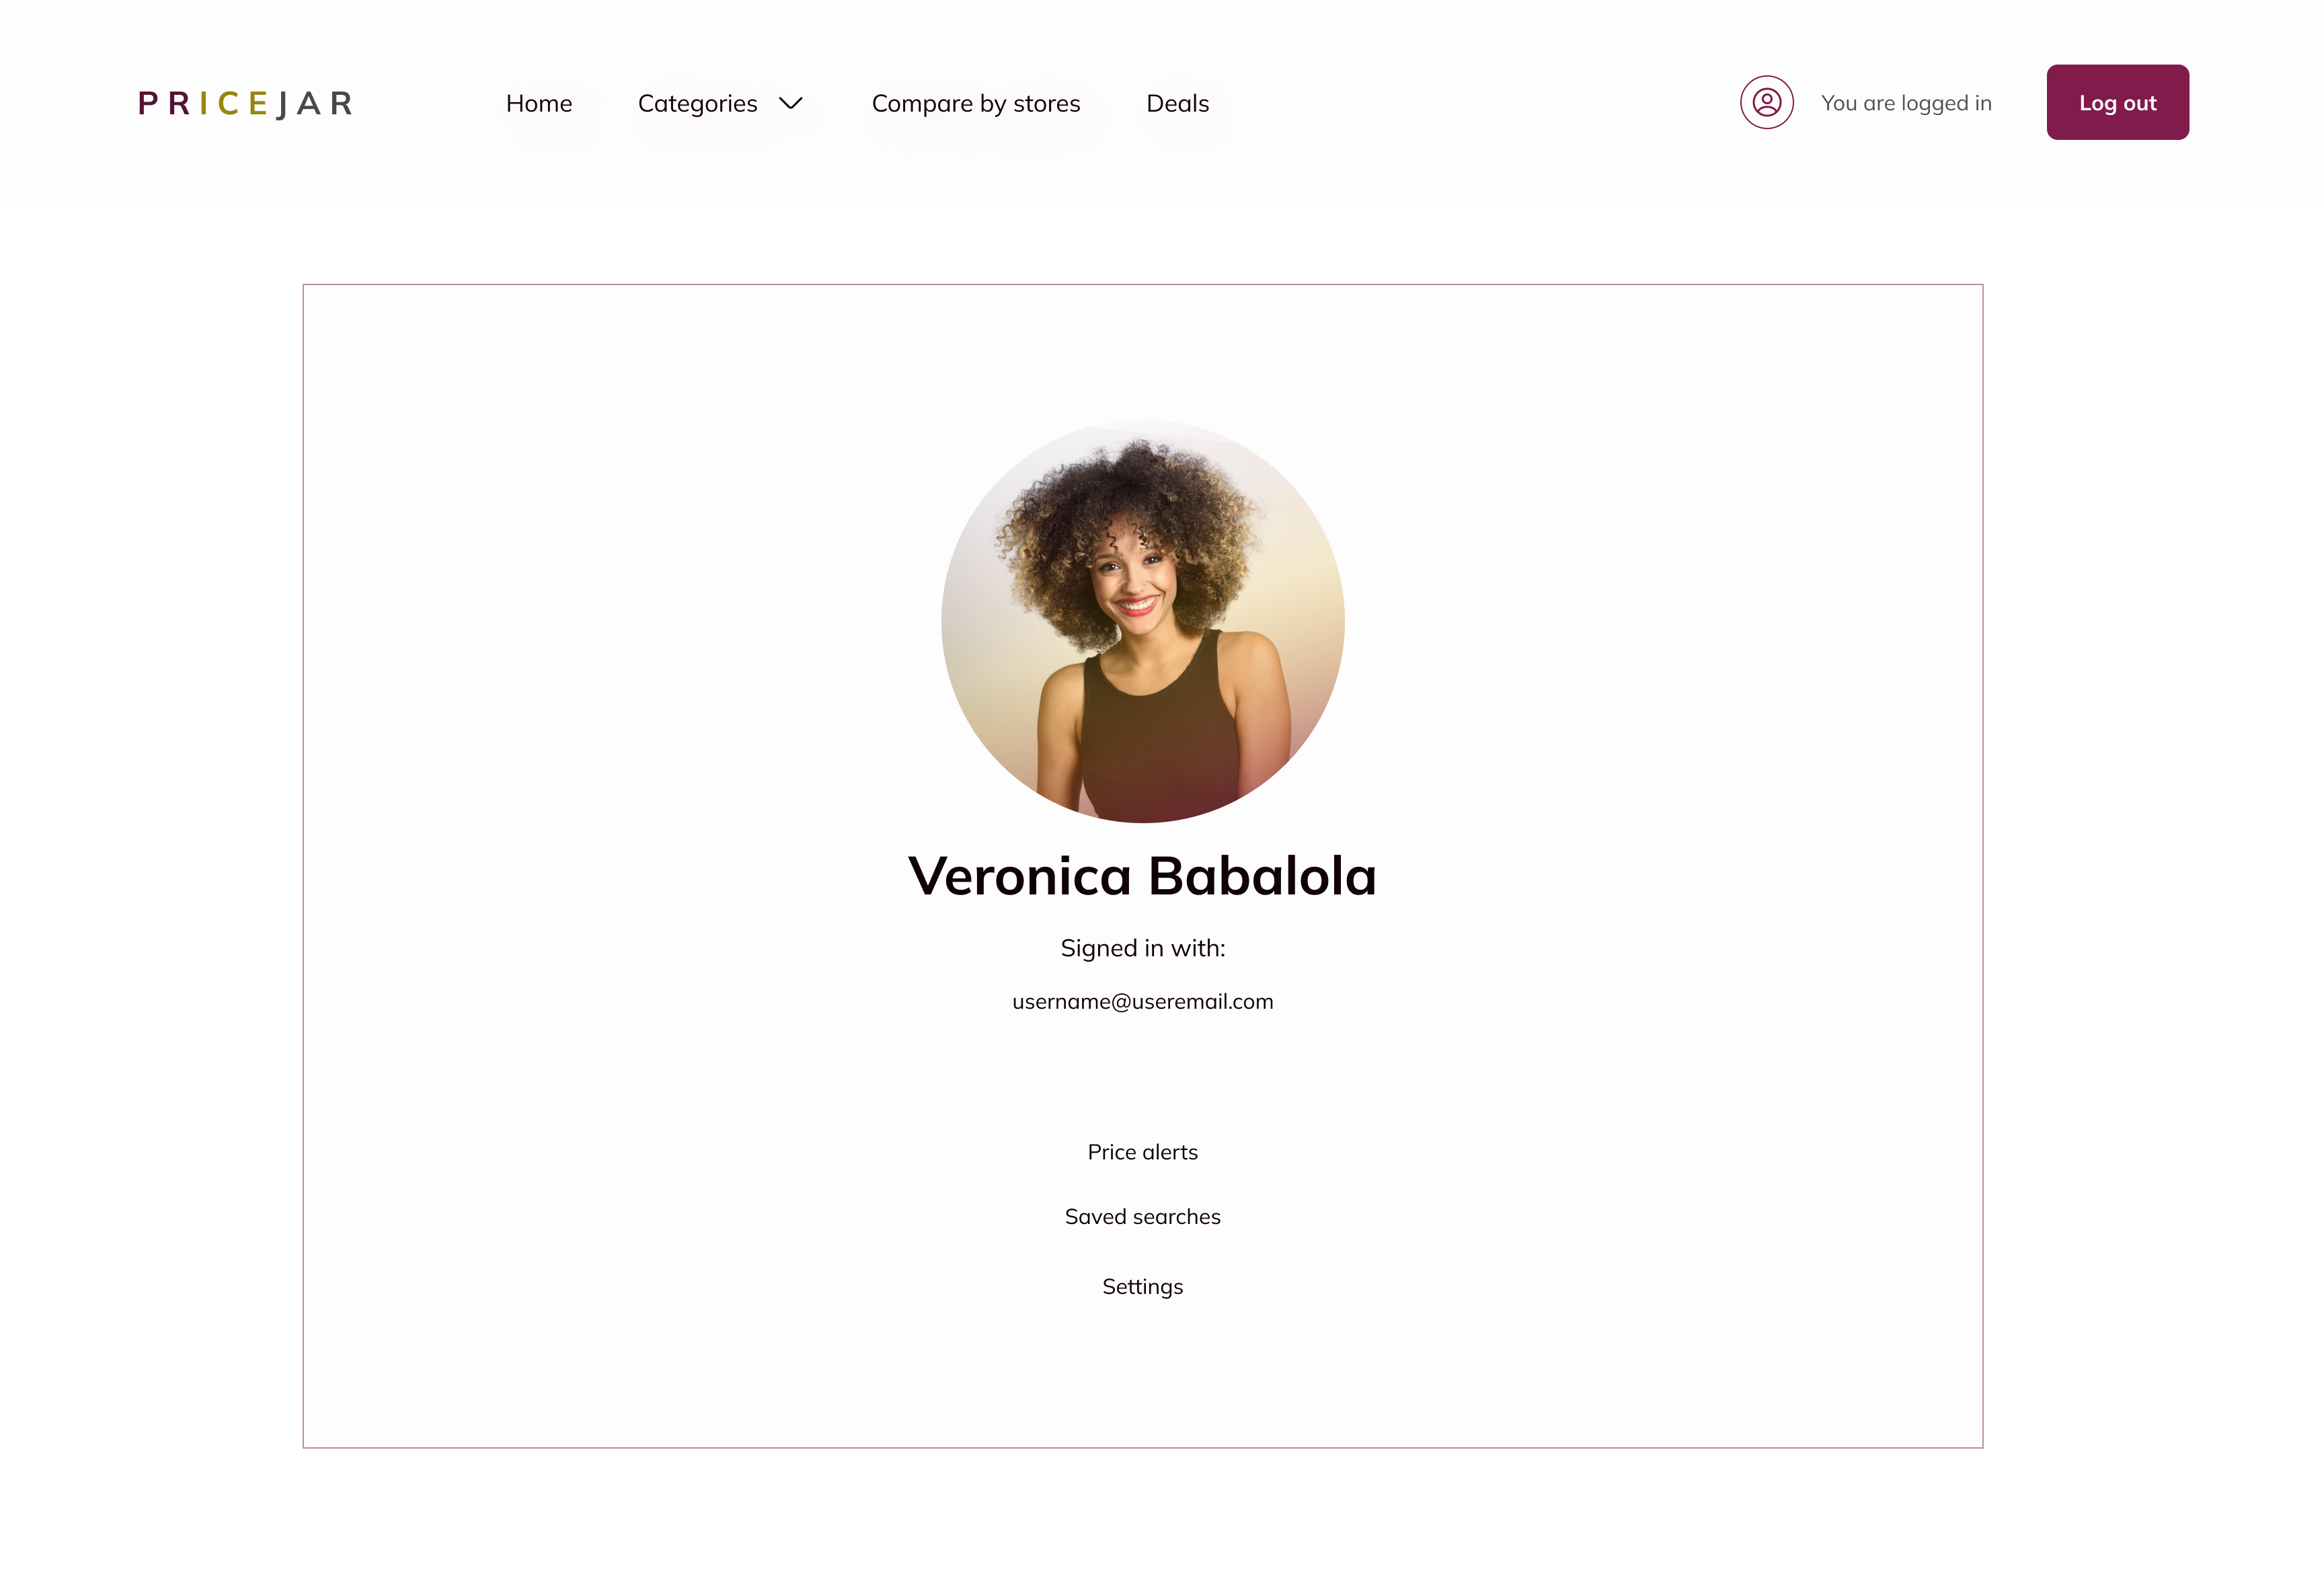 PRICEJAR
Home
Categories
Compare by stores
Deals
You are logged in
Log out
Veronica Babalola
Signed in with:
username@useremail.com
Price alerts
Saved searches
Settings